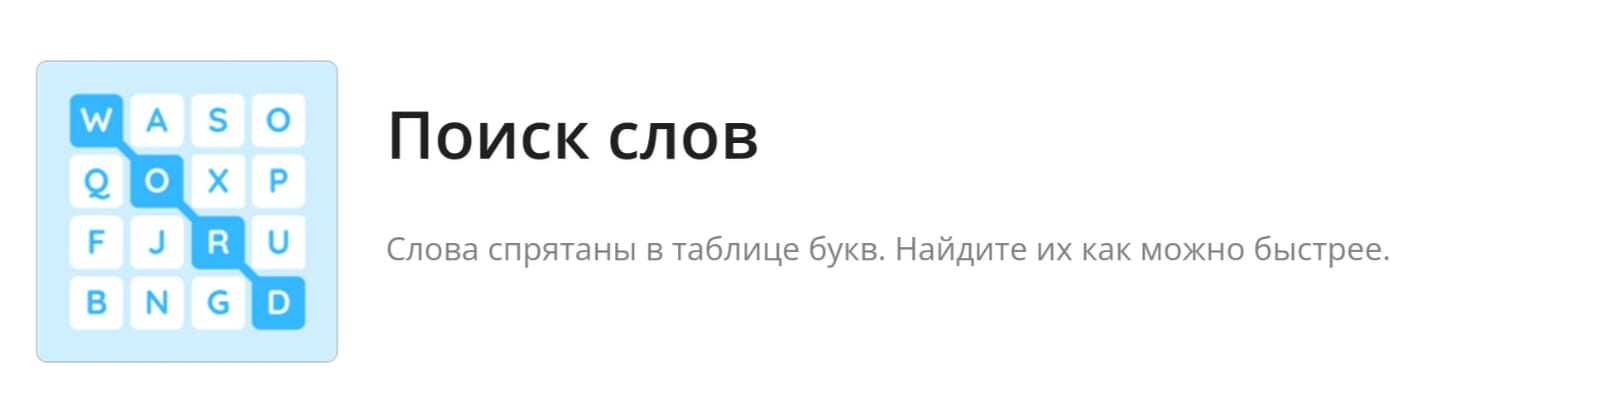 W A S O
Q O X P
F J R U
B N G D
Поиск слов
Слова спрятаны в таблице букв. Найдите их как можно быстрее.